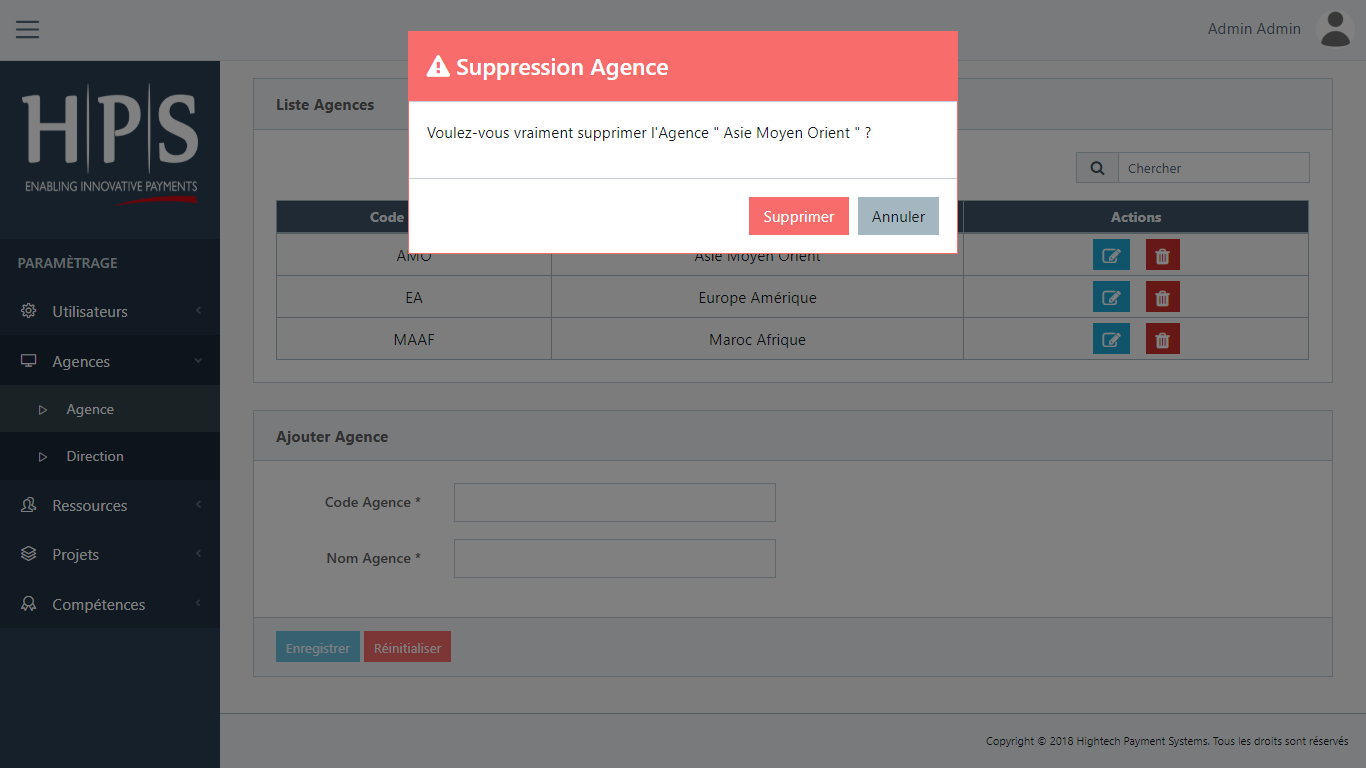 Admin Admin
HPS
ENABLING INNOVATIVE PAYMENTS
PARAMÈTRAGE
Utilisateurs
Agences
Agence
Direction
Ressources
Projets
Compétences
Suppression Agence
Voulez-vous vraiment supprimer l'Agence " Asie Moyen Orient " ?
Supprimer Annuler
Liste Agences
Chercher
Code Actions
AMO Asie Moyen Orient
EA Europe Amérique
MAAF Maroc Afrique
Ajouter Agence
Code Agence *
Nom Agence *
Enregistrer Réinitialiser
Copyright © 2018 Hightech Payment Systems. Tous les droits sont réservés